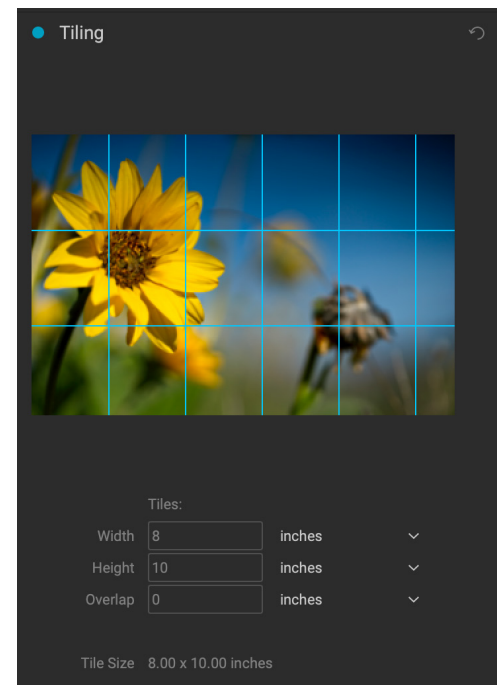 Tiling
Tiles:
Width 8 inches
Height 10 inches
Overlap 0 inches
Tile Size 8.00 x 10.00 inches